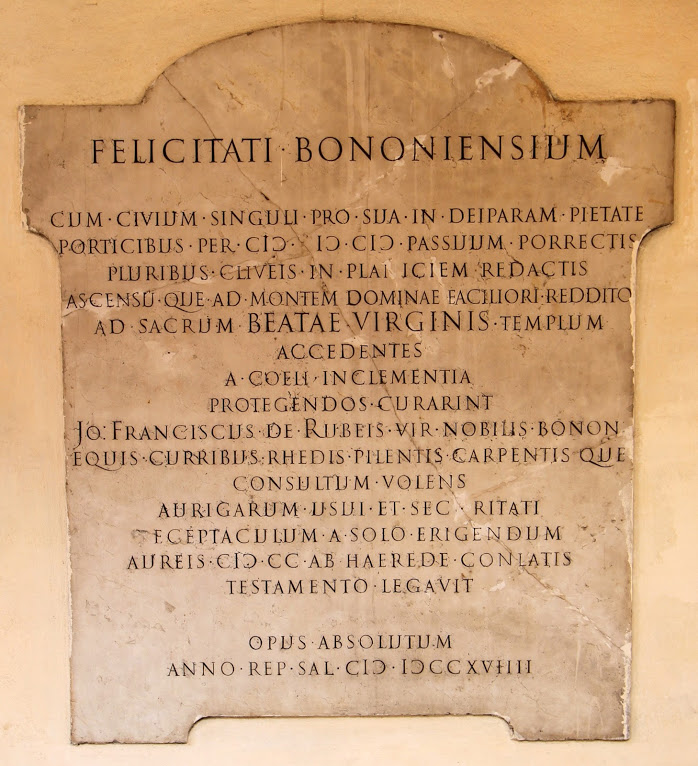 FELICITATI · BONONIENSIUM
CUM · CIVIUM · SINGULI · PRO · SUA · IN · DEIPARAM · PIETATE
PORTICIBUS · PER · CIↃ · IↃ · CIↃ · PASSUUM · PORRECTIS
PLURIBUS · CLIVEIS · IN · PLA ICIEM REDACTIS
ASCENSU · QUE · AD · MONTEM DOMINAE FACILIORI · REDDITO
AD · SACRUM · BEATAE · VIRGINIS · TEMPLUM
ACCEDENTES
A · COELI · INCLEMENTIA
PROTEGENDOS · CURARINT
JO: FRANCISCUS · DE · RUBEIS · VIR · NOBILIS · BONON
EQUIS · CURRIBUS · RHEDIS · PILENTIS · CARPENTIS QUE
CONSULTUM · VOLENS
AURIGARUM · USUI · ET · SEC RITATI
ECEPTACULUM · A · SOLO · ERIGENDUM
AUREIS · CIↃ · CC · AB HAEREDE · CONLATIS
TESTAMENTO · LEGAVIT
OPUS · ABSOLUTUM
ANNO · REP · SAL · CIↃ · IↃCCXVIIII